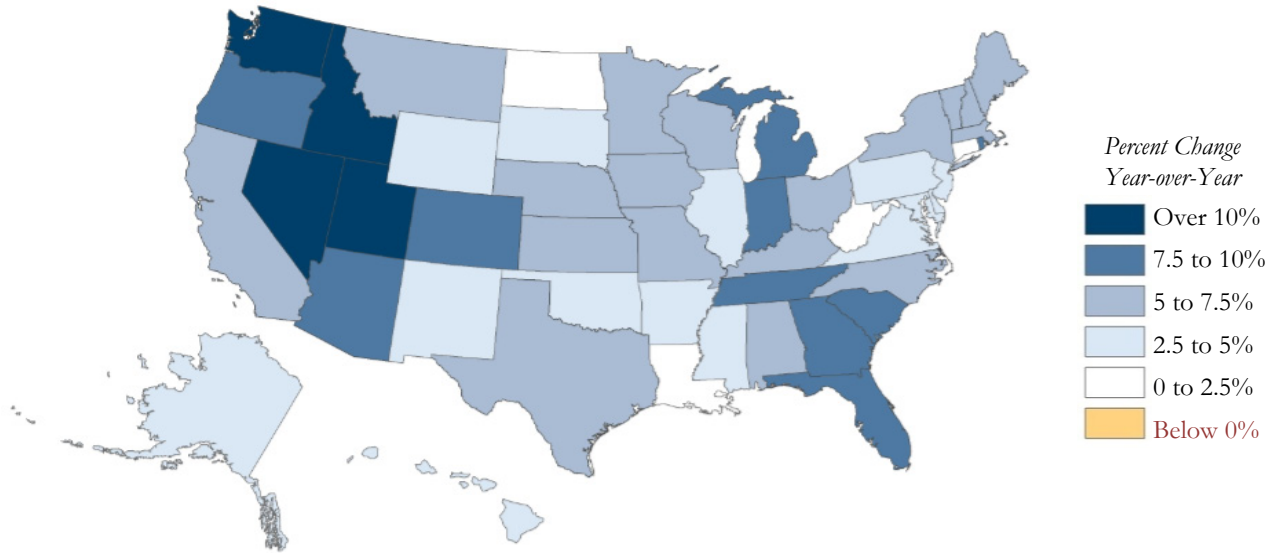 Percent Change
Year-over-Year
Over 10%
7.5 to 10%
5 to 7.5%
2.5 to 5%
0 to 2.5%
Below 0%